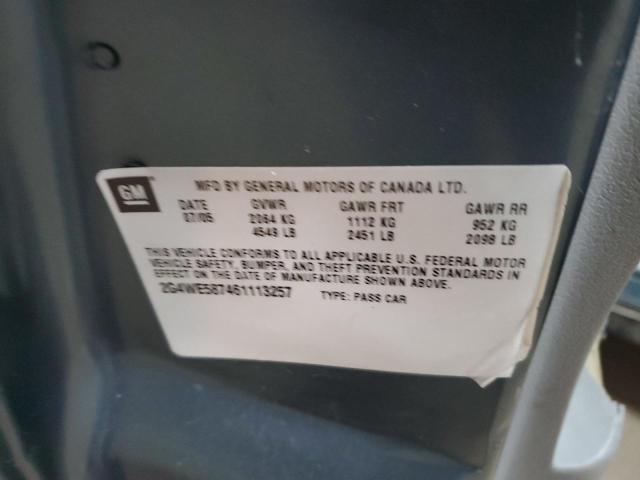 GM MFD BY GENERAL MOTORS OF CANADA LTD.
DATE GVWR GAWR FRT GAWR RR
07/05 2064 KG 1112 KG 952 KG
4549 LB 2451 LB 2098 LB
THIS VEHICLE CONFORMS TO ALL APPLICABLE U.S. FEDERAL MOTOR
VEHICLE SAFETY, BUMPER, AND THEFT PREVENTION STANDARDS IN
EFFECT ON THE DATE OF MANUFACTURE SHOWN ABOVE.
2G4WE587461113257 TYPE: PASS CAR